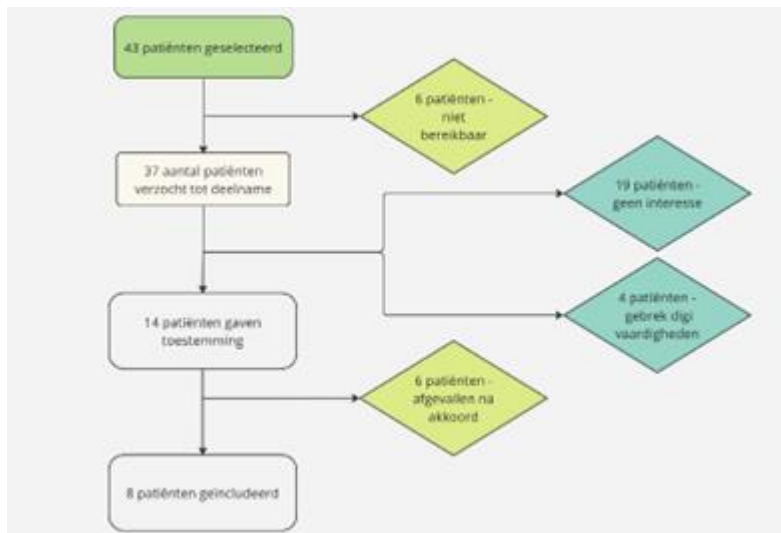 43 patiënten geselecteerd
6 patiënten -
niet
bereikbaar
37 aantal patiënten
verzocht tot deelname
19 patiënten -
geen interesse
14 patiënten gaven
toestemming
4 patiënten -
gebrek digi
vaardigheden
6 patiënten -
afgevallen na
akkoord
8 patiënten geïncludeerd